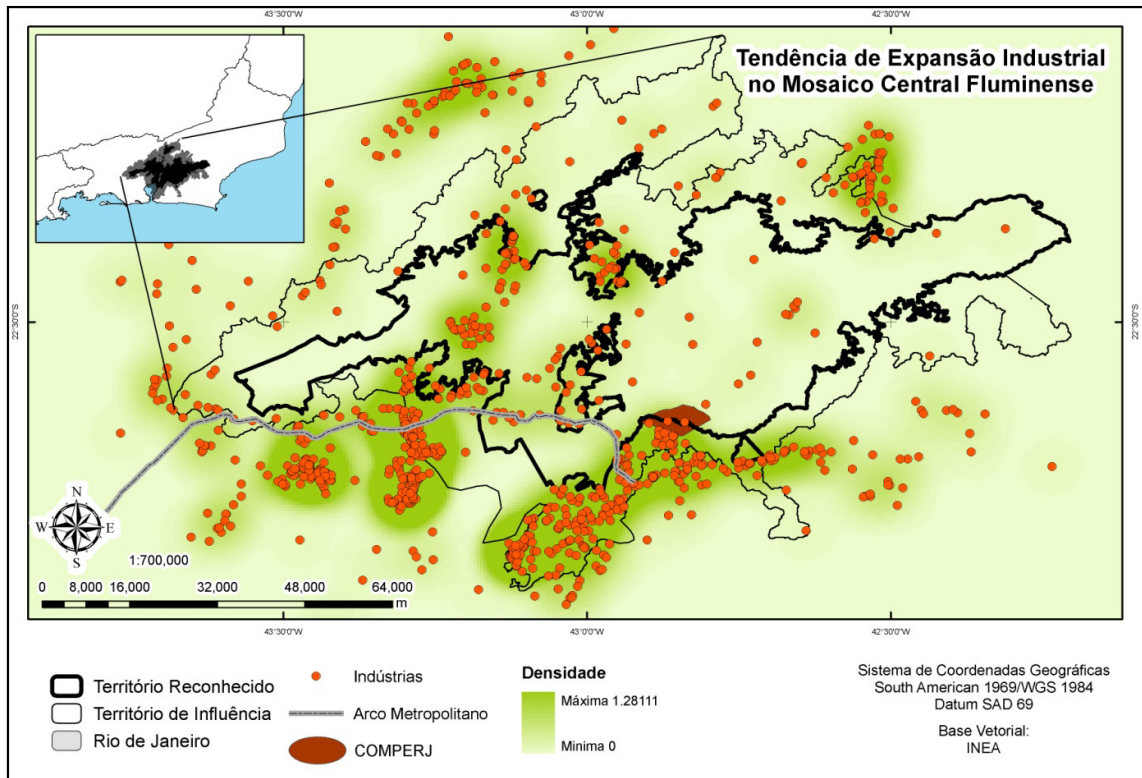 43°30'0"W 43°0'0"W 42°30'0"W
Tendência de Expansão Industrial
no Mosaico Central Fluminense
22°30'0"S 22°30'0"S
N
W E
S
1:700,000
0 8,000 16,000 32,000 48,000 64,000
m
43°30'0"W 43°0'0"W 42°30'0"W
Território Reconhecido
Território de Influência
Rio de Janeiro
Indústrias
Arco Metropolitano
COMPERJ
Densidade
Máxima 1.28111
Minima 0
Sistema de Coordenadas Geográficas
South American 1969/WGS 1984
Datum SAD 69
Base Vetorial:
INEA